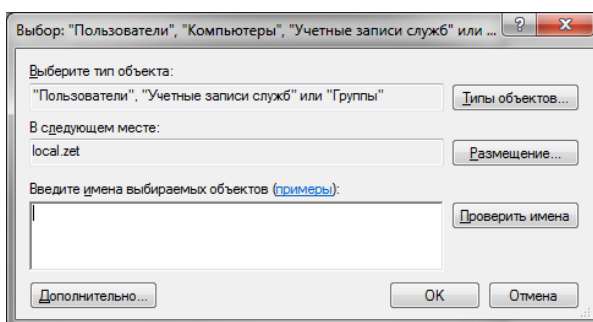 Выбор: "Пользователи", "Компьютеры", "Учетные записи служб" или ...
Выберите тип объекта:
"Пользователи", "Учетные записи служб" или "Группы"
Типы объектов...
В следующем месте:
local.zet
Размещение...
Введите имена выбираемых объектов (примеры):
Проверить имена
Дополнительно...
ОК
Отмена